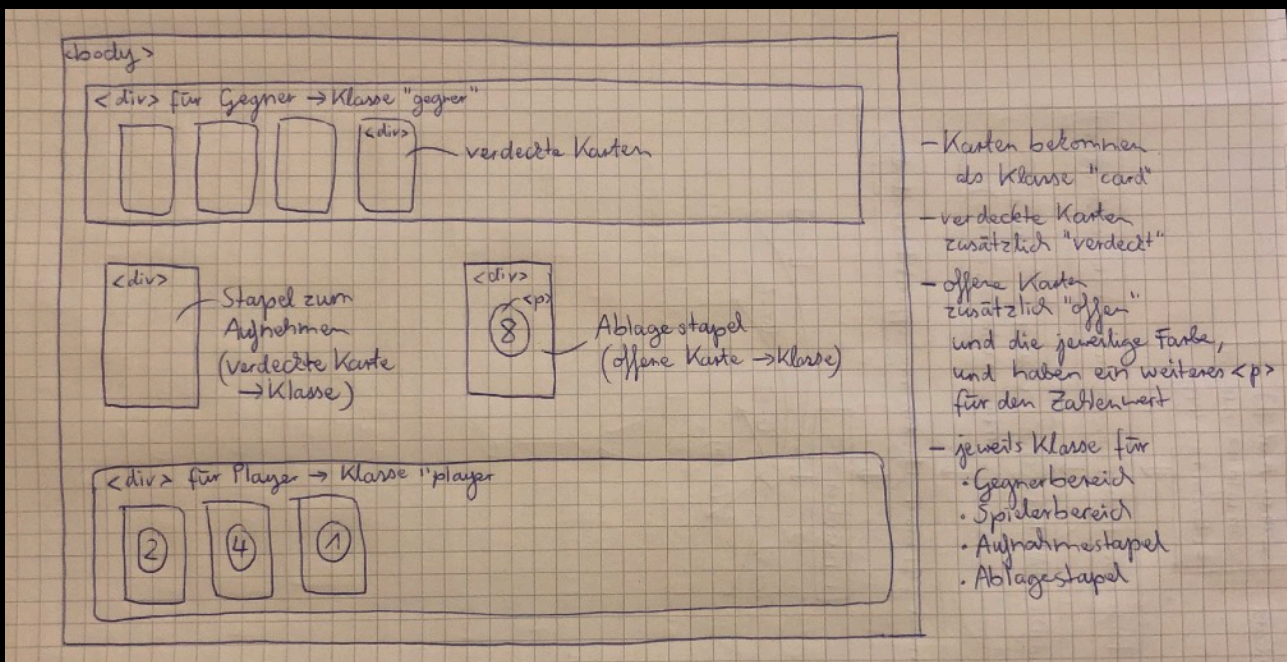 <body>
<div> für Gegner → Klasse "gegner"
<div>
verdeckte Karten
<div>
Stapel zum
Aufnehmen
(verdeckte Karte
→ Klasse)
<div>
<p>
8
Ablagestapel
(offene Karte → Klasse)
<div> für Player → Klasse "player
2
4
1
- Karten bekommen
als Klasse "card"
- verdeckte Karten
zusätzlich "verdeckt"
- offene Karten
zusätzlich "offen"
und die jeweilige Farbe,
und haben ein weiteres <p>
für den Zahlenwert
- jeweils Klasse für
· Gegnerbereich
· Spielerbereich
· Aufnahmestapel
· Ablagestapel